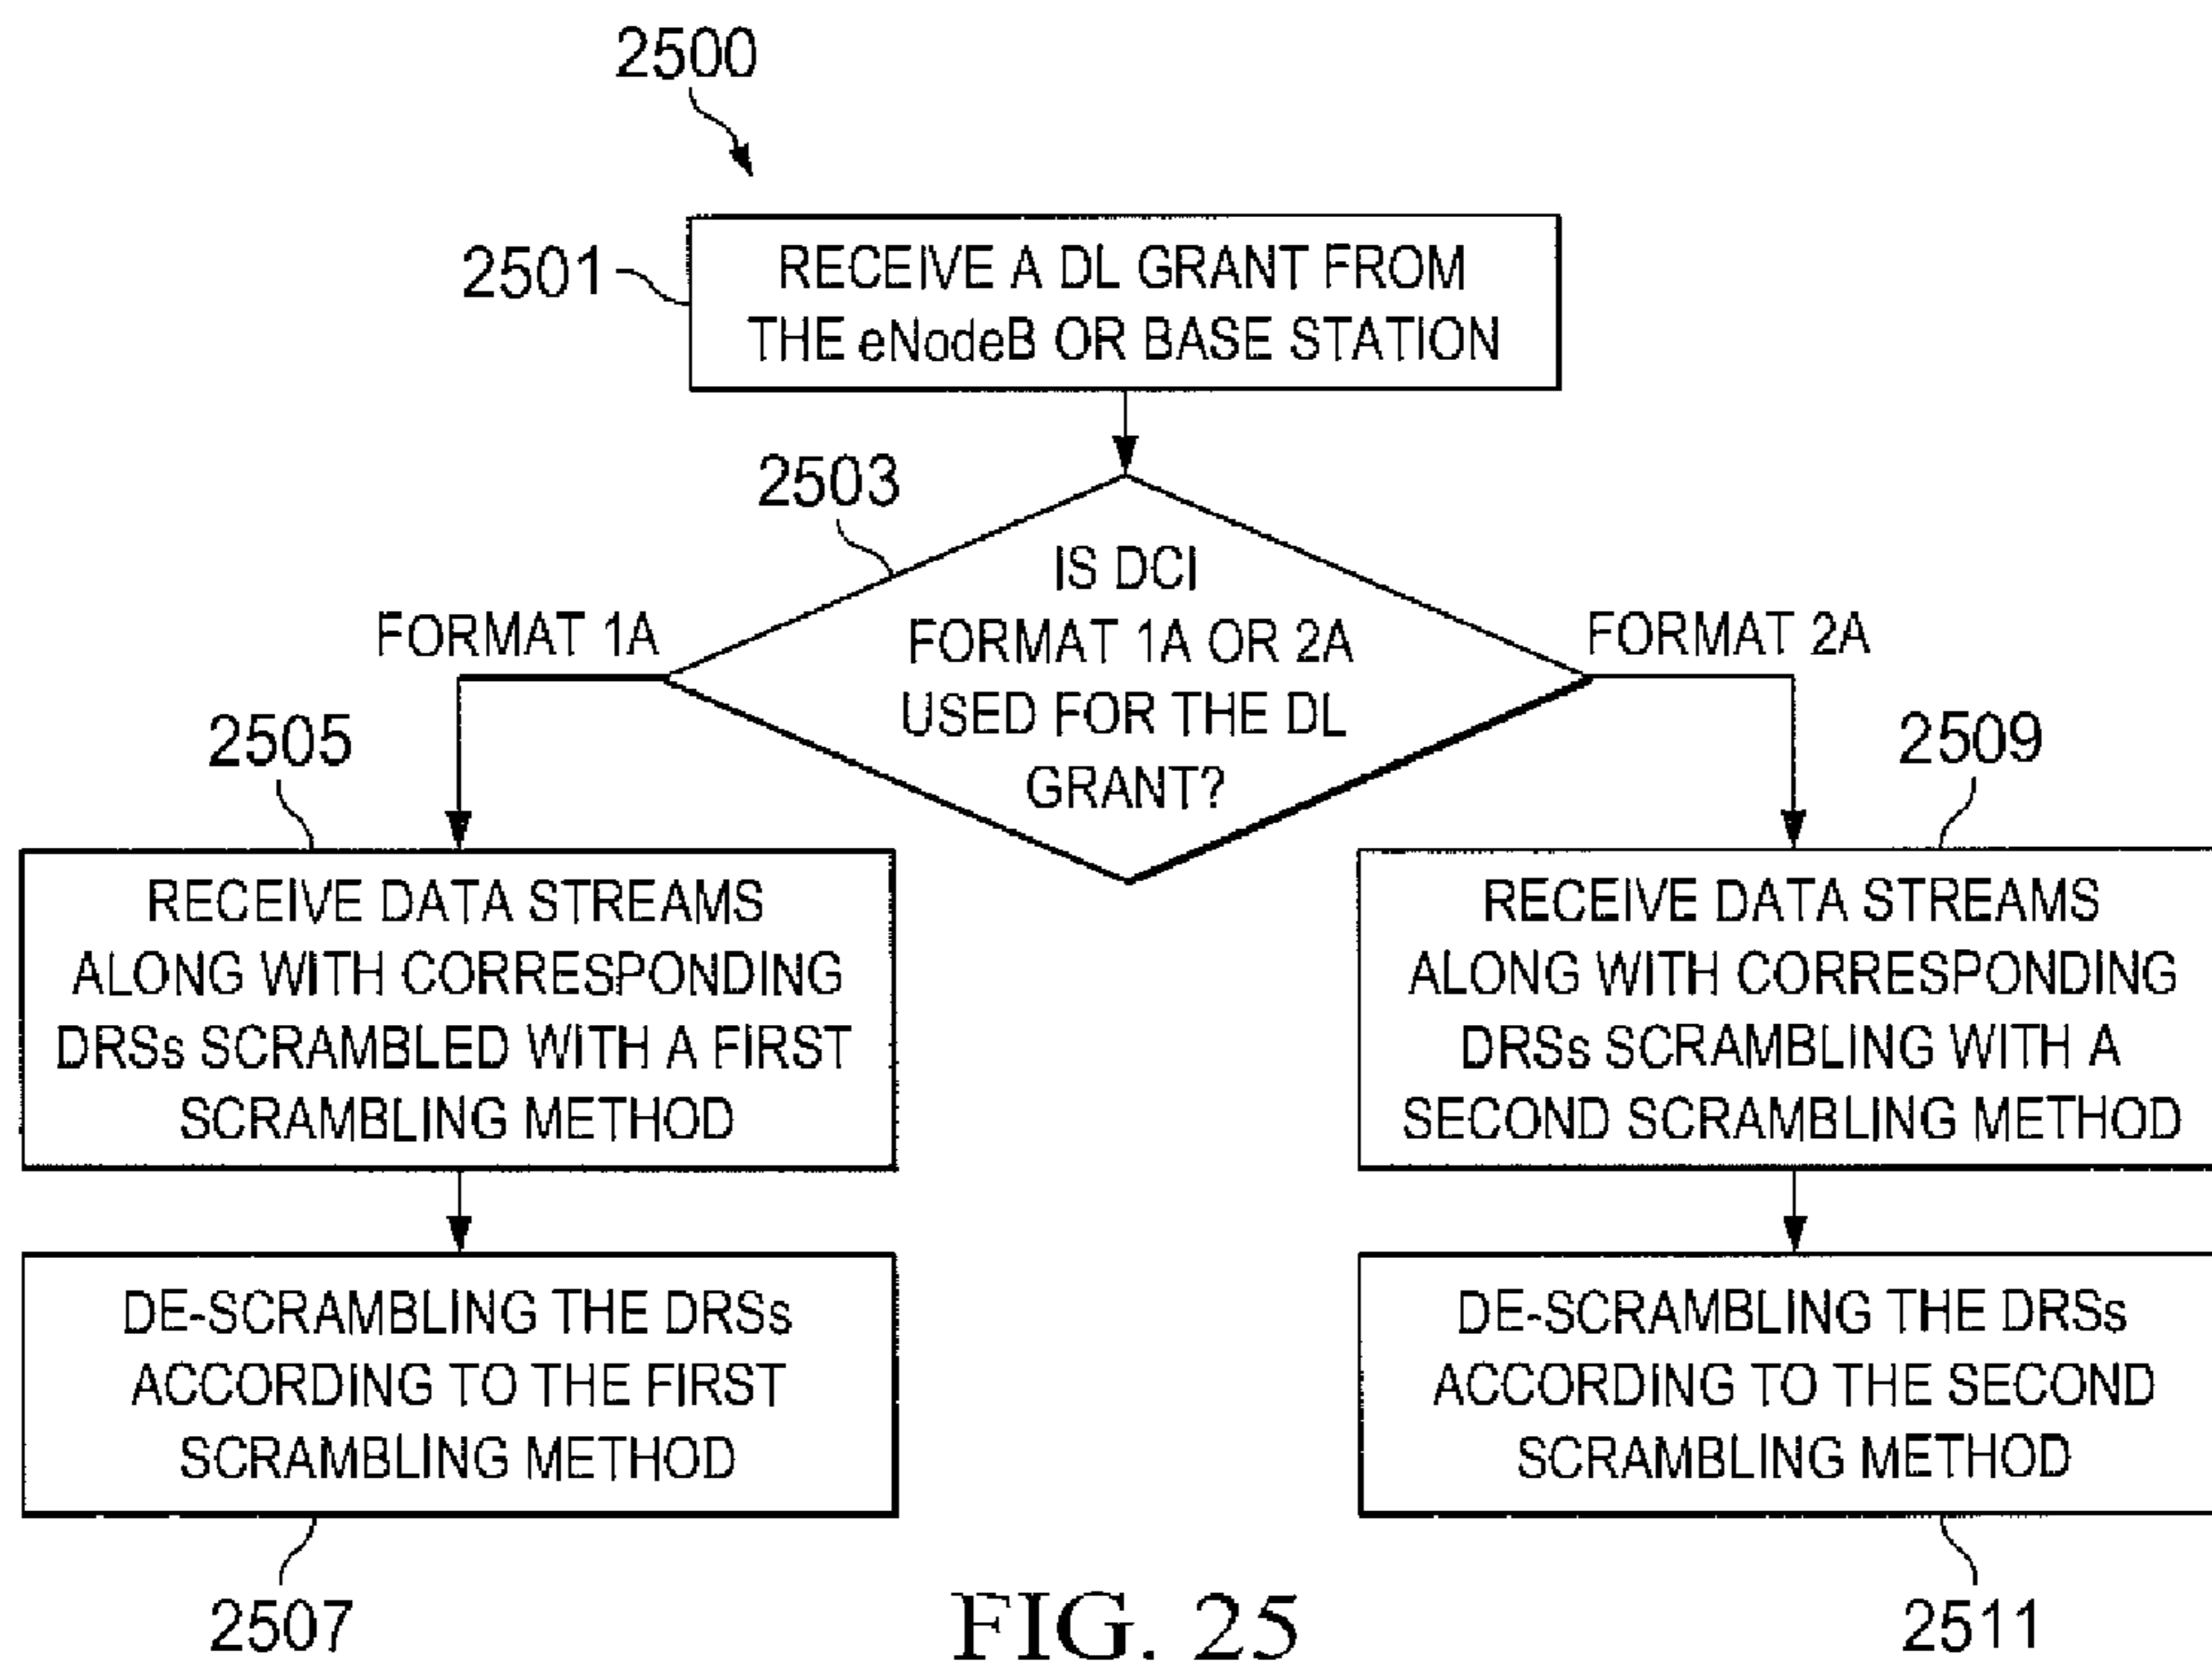 2500
2501
RECEIVE A DL GRANT FROM
THE eNodeB OR BASE STATION
2503
IS DCI
FORMAT 1A OR 2A
USED FOR THE DL
GRANT?
FORMAT 1A
FORMAT 2A
2505
RECEIVE DATA STREAMS
ALONG WITH CORRESPONDING
DRSs SCRAMBLED WITH A FIRST
SCRAMBLING METHOD
2509
RECEIVE DATA STREAMS
ALONG WITH CORRESPONDING
DRSs SCRAMBLING WITH A
SECOND SCRAMBLING METHOD
DE-SCRAMBLING THE DRSs
ACCORDING TO THE FIRST
SCRAMBLING METHOD
2507
DE-SCRAMBLING THE DRSs
ACCORDING TO THE SECOND
SCRAMBLING METHOD
2511
FIG. 25